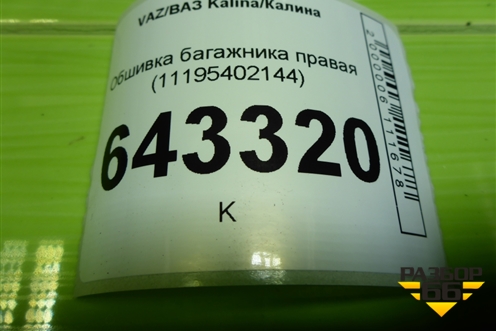 VAZ/ВАЗ Kalina/Калина
Обшивка багажника правая
(11195402144)
643320
K
2000006111678
РАЗБОР
66